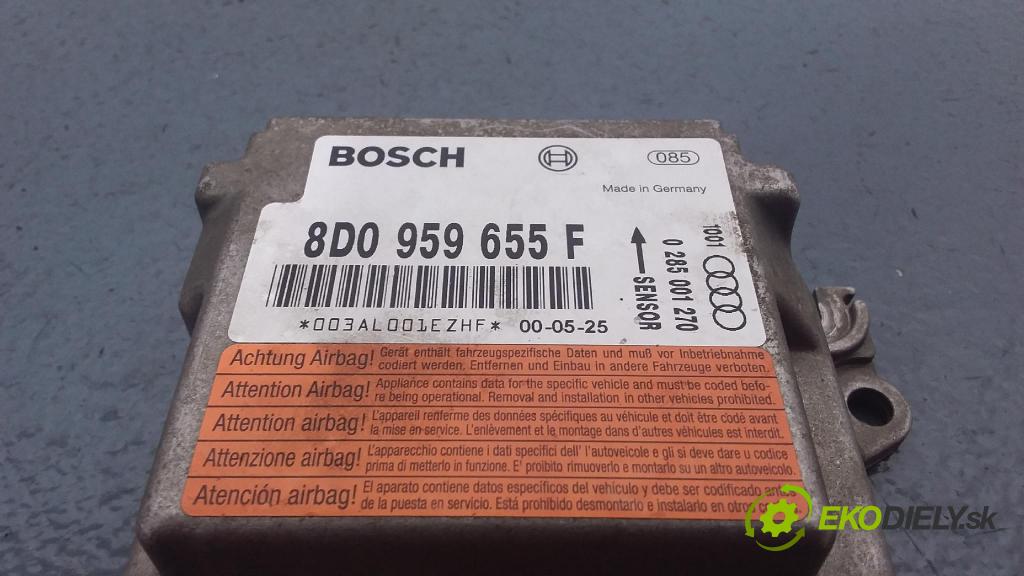 BOSCH
085
Made in Germany
8D0 959 655 F
SENSOR
0 285 001 270
1001
*003AL001EZHF* 00-05-25
Achtung Airbag! Gerät enthält fahrzeugspezifische Daten und muß vor Inbetriebnahme
codiert werden. Entfernen und Einbau in andere Fahrzeuge verboten.
Attention Airbag! Appliance contains data for the specific vehicle and must be coded befo-
re being operational. Removal and installation in other vehicles prohibited.
Attention airbag! L'appareil renferme des données spécifiques au véhicule et doit être codé avant
la mise en service. L'enlèvement et le montage dans d'autres véhicules est interdit.
Attenzione airbag! L'apparecchio contiene i dati specifici dell' l'autoveicolo e gli si deve dare u codice
prima di metterlo in funzione. E' proibito rimuoverlo e montarlo su un altro autoveicolo.
Atención airbag! El aparato contiene datos específicos del vehículo y debe ser codificado antes
de la puesta en servicio. Está prohibido desmontarlo e instalarlo en otro
EKODIELY.sk